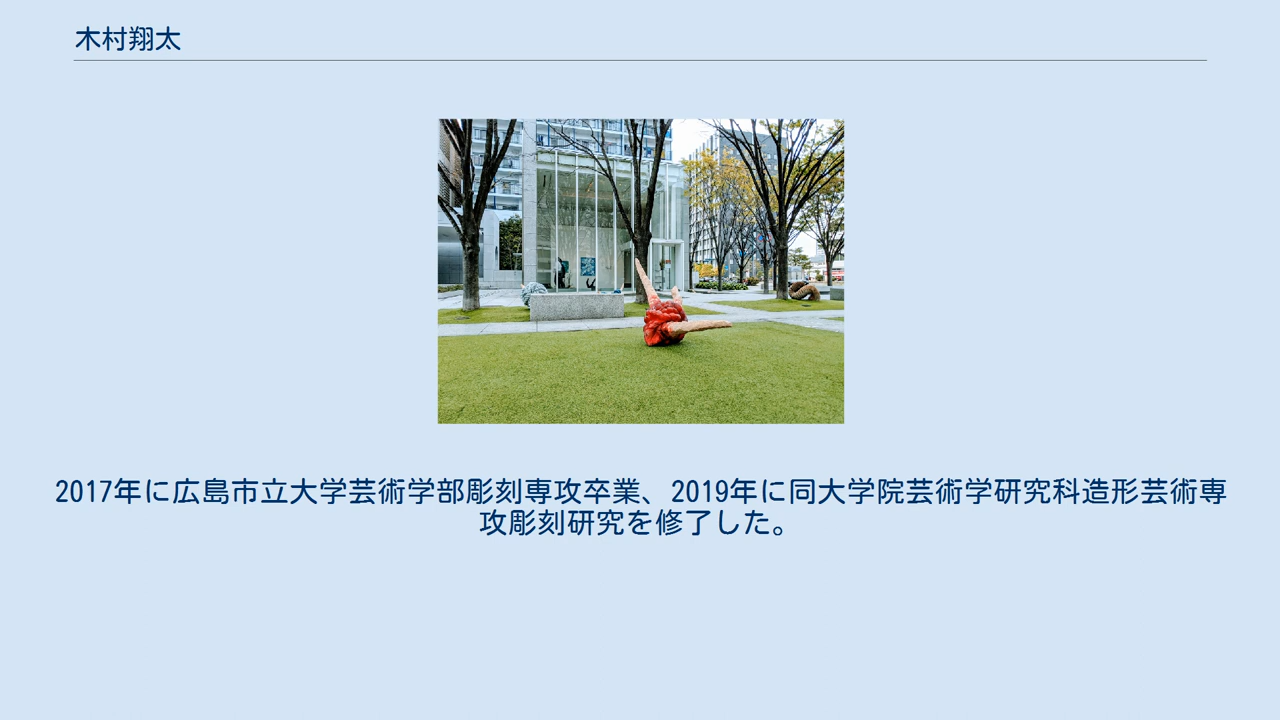 木村翔太
2017年に広島市立大学芸術学部彫刻専攻卒業、2019年に同大学院芸術学研究科造形芸術専
攻彫刻研究を修了した。